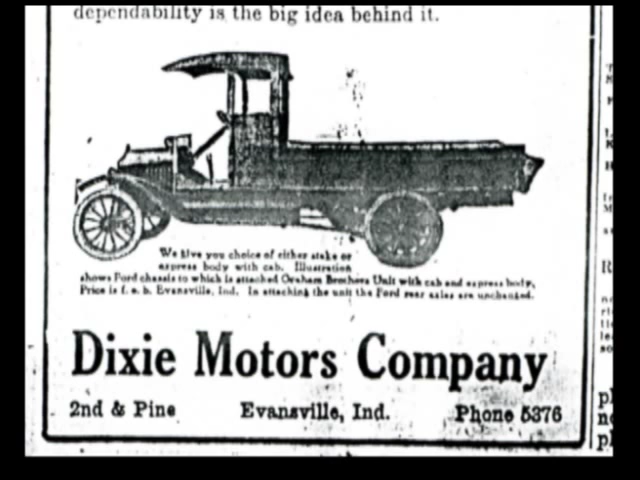 dependability is the big idea behind it.
We give you choice of either stake or
express body with cab. Illustration
shows Ford chassis to which is attached Graham Brothers Unit with cab and express body,
Price is f. o. b. Evansville, Ind. In attaching the unit the Ford rear axles are unchanged.
Dixie Motors Company
2nd & Pine Evansville, Ind. Phone 5376